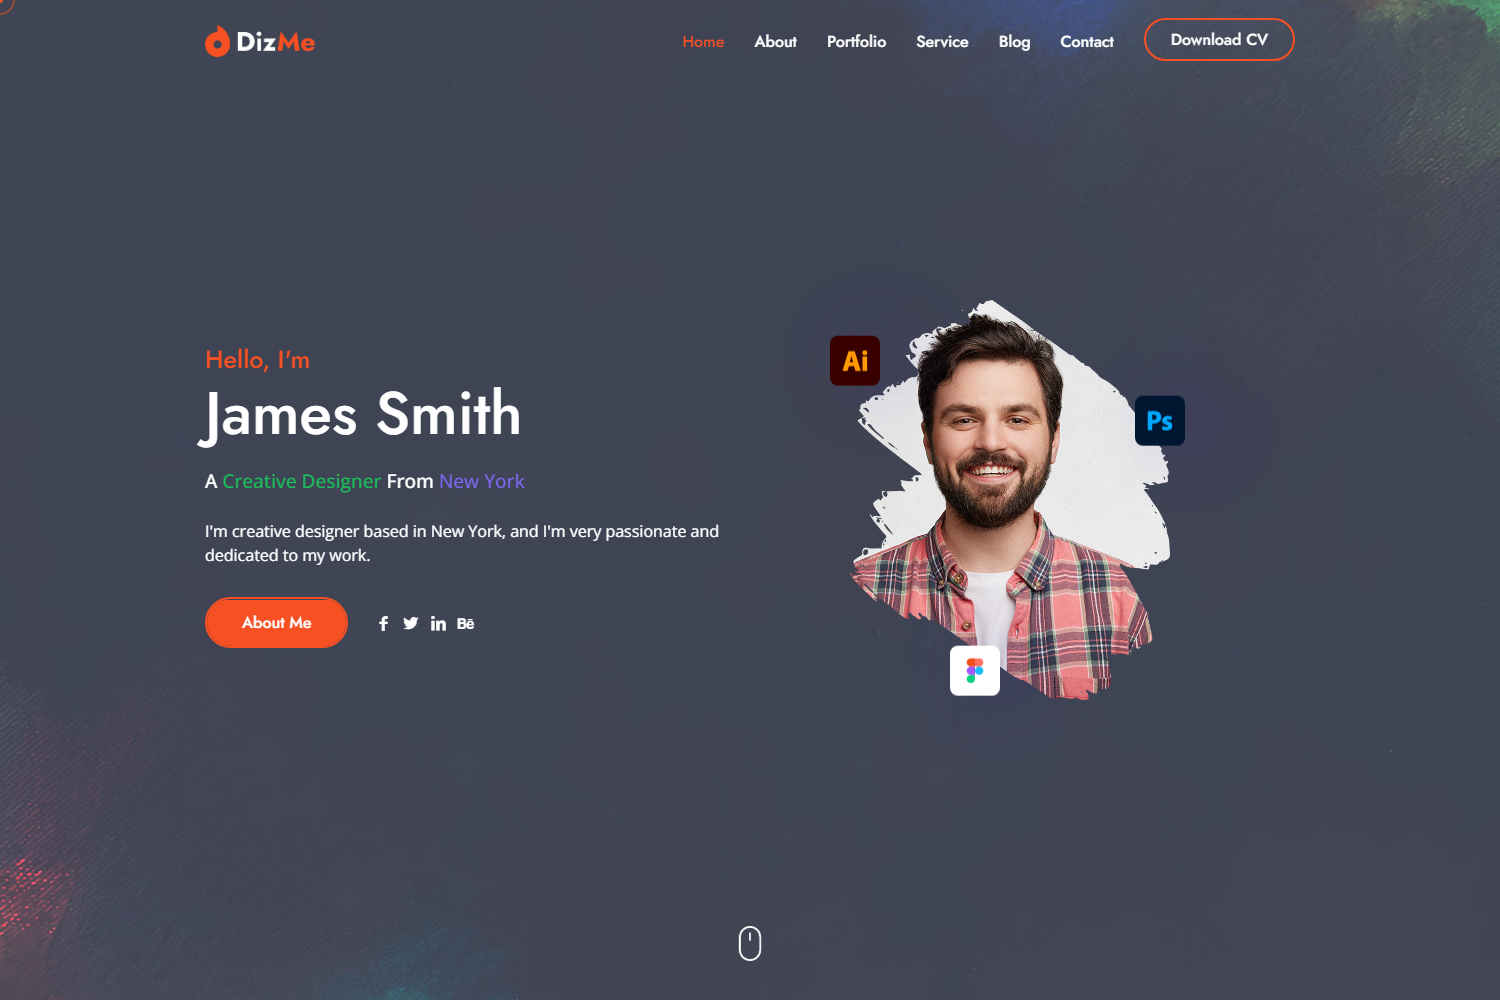 DizMe
Home About Portfolio Service Blog Contact Download CV
Hello, I'm
James Smith
A Creative Designer From New York
I'm creative designer based in New York, and I'm very passionate and
dedicated to my work.
About Me
Bē
Ai
Ps